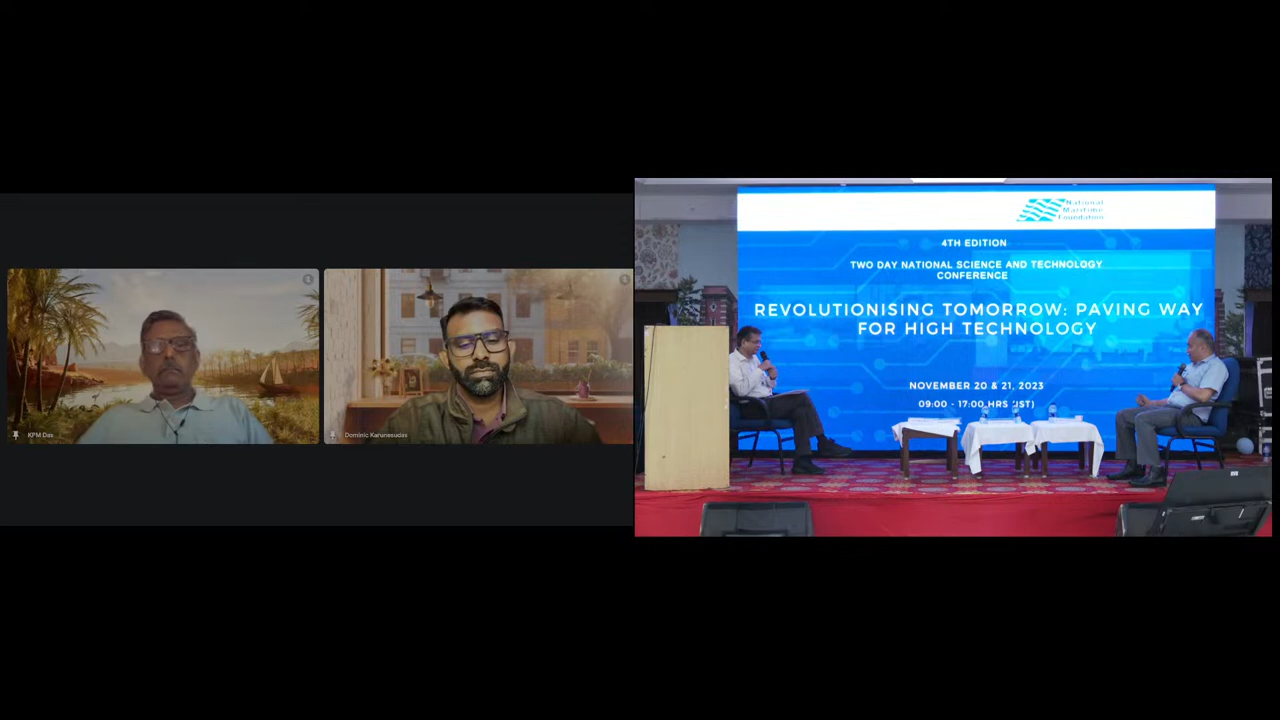 KPM Das
Dominic Karunesudas
National
Maritime
Foundation
4TH EDITION
TWO DAY NATIONAL SCIENCE AND TECHNOLOGY
CONFERENCE
REVOLUTIONISING TOMORROW: PAVING WAY
FOR HIGH TECHNOLOGY
NOVEMBER 20 & 21, 2023
09:00 - 17:00 HRS (IST)